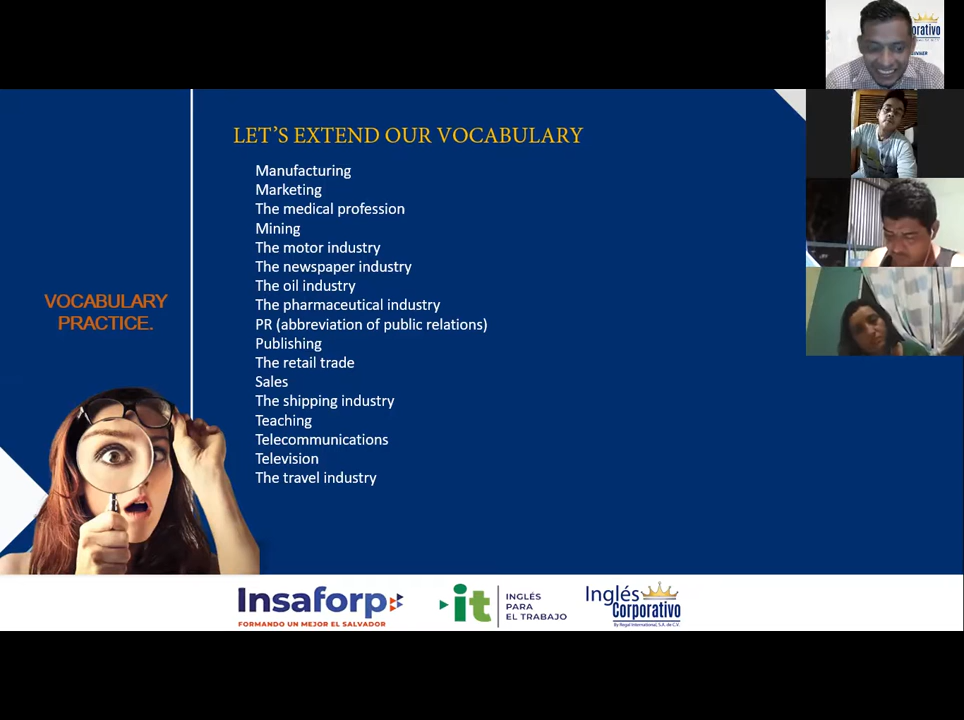 LET'S EXTEND OUR VOCABULARY
Manufacturing
Marketing
The medical profession
Mining
The motor industry
The newspaper industry
The oil industry
The pharmaceutical industry
PR (abbreviation of public relations)
Publishing
The retail trade
Sales
The shipping industry
Teaching
Telecommunications
Television
The travel industry
VOCABULARY
PRACTICE.
Insaforp
FORMANDO UN MEJOR EL SALVADOR
it
INGLÉS
PARA
EL TRABAJO
Inglés
Corporativo
By Regal International, S.A. de C.V.